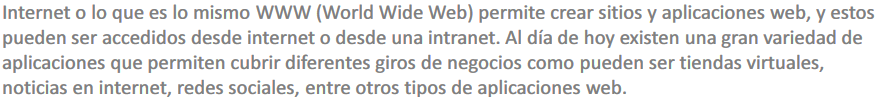 Internet o lo que es lo mismo WWW (World Wide Web) permite crear sitios y aplicaciones web, y estos
pueden ser accedidos desde internet o desde una intranet. Al día de hoy existen una gran variedad de
aplicaciones que permiten cubrir diferentes giros de negocios como pueden ser tiendas virtuales,
noticias en internet, redes sociales, entre otros tipos de aplicaciones web.